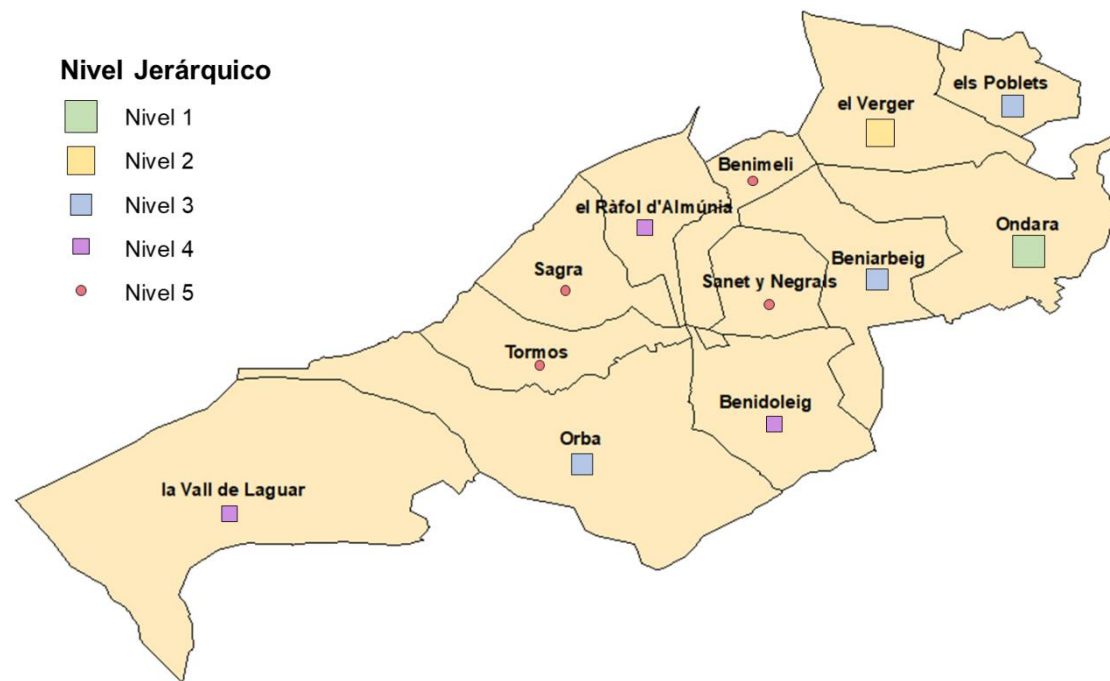 Nivel Jerárquico
Nivel 1
Nivel 2
Nivel 3
Nivel 4
Nivel 5
els Poblets
el Verger
Benimeli
el Ràfol d'Almúnia
Ondara
Beniarbeig
Sagra
Sanet y Negrals
Tormos
Benidoleig
Orba
la Vall de Laguar